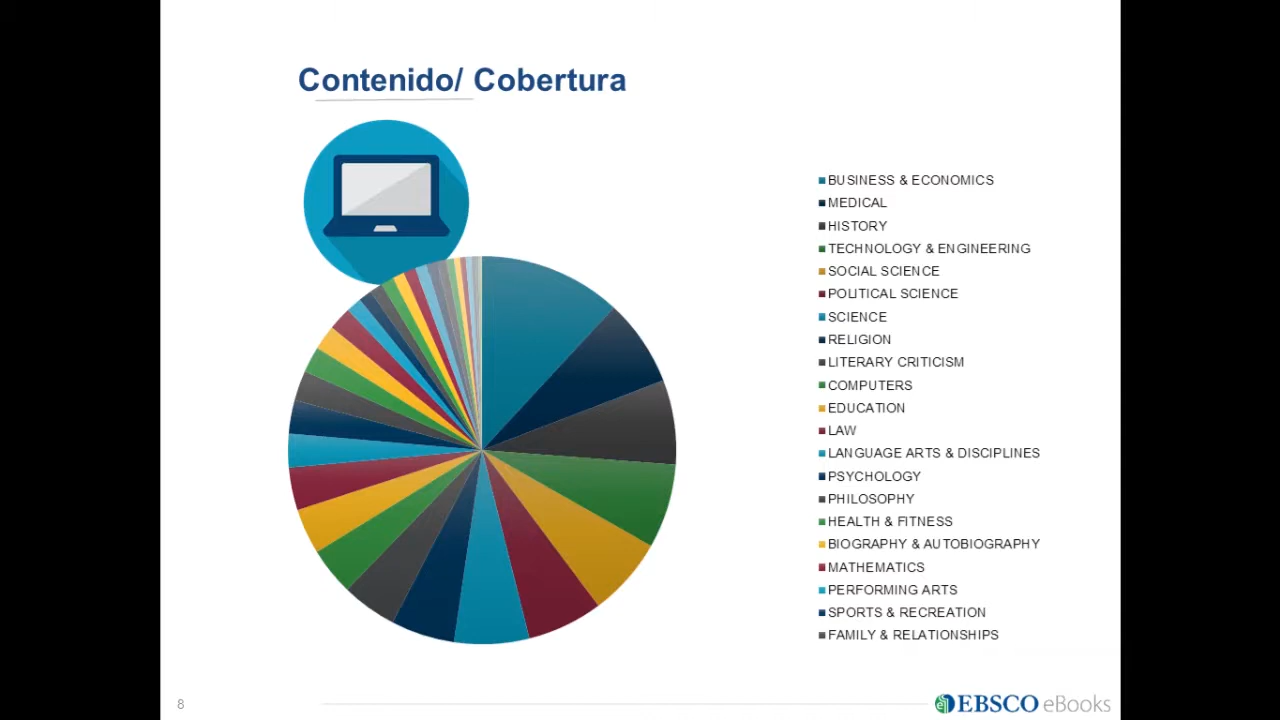 Contenido/ Cobertura
BUSINESS & ECONOMICS
MEDICAL
HISTORY
TECHNOLOGY & ENGINEERING
SOCIAL SCIENCE
POLITICAL SCIENCE
SCIENCE
RELIGION
LITERARY CRITICISM
COMPUTERS
EDUCATION
LAW
LANGUAGE ARTS & DISCIPLINES
PSYCHOLOGY
PHILOSOPHY
HEALTH & FITNESS
BIOGRAPHY & AUTOBIOGRAPHY
MATHEMATICS
PERFORMING ARTS
SPORTS & RECREATION
FAMILY & RELATIONSHIPS
8
EBSCO eBooks